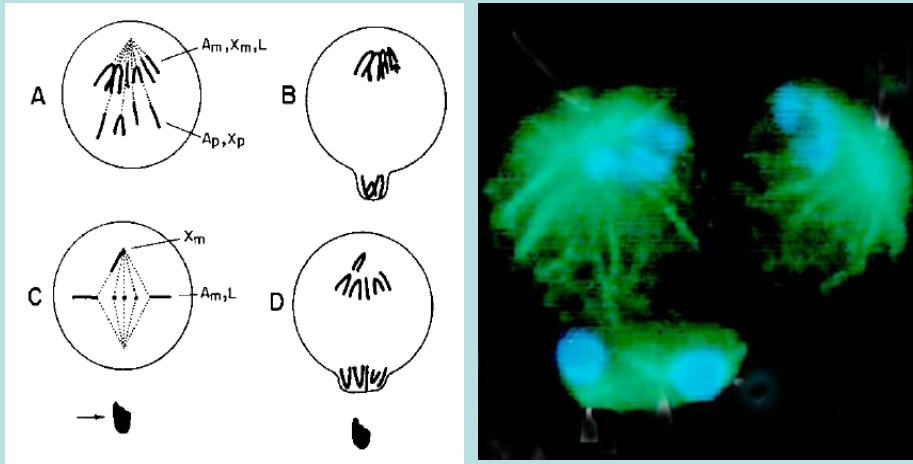 A
Aₘ, Xₘ, L
Aₚ, Xₚ
B
C
Xₘ
Aₘ, L
D